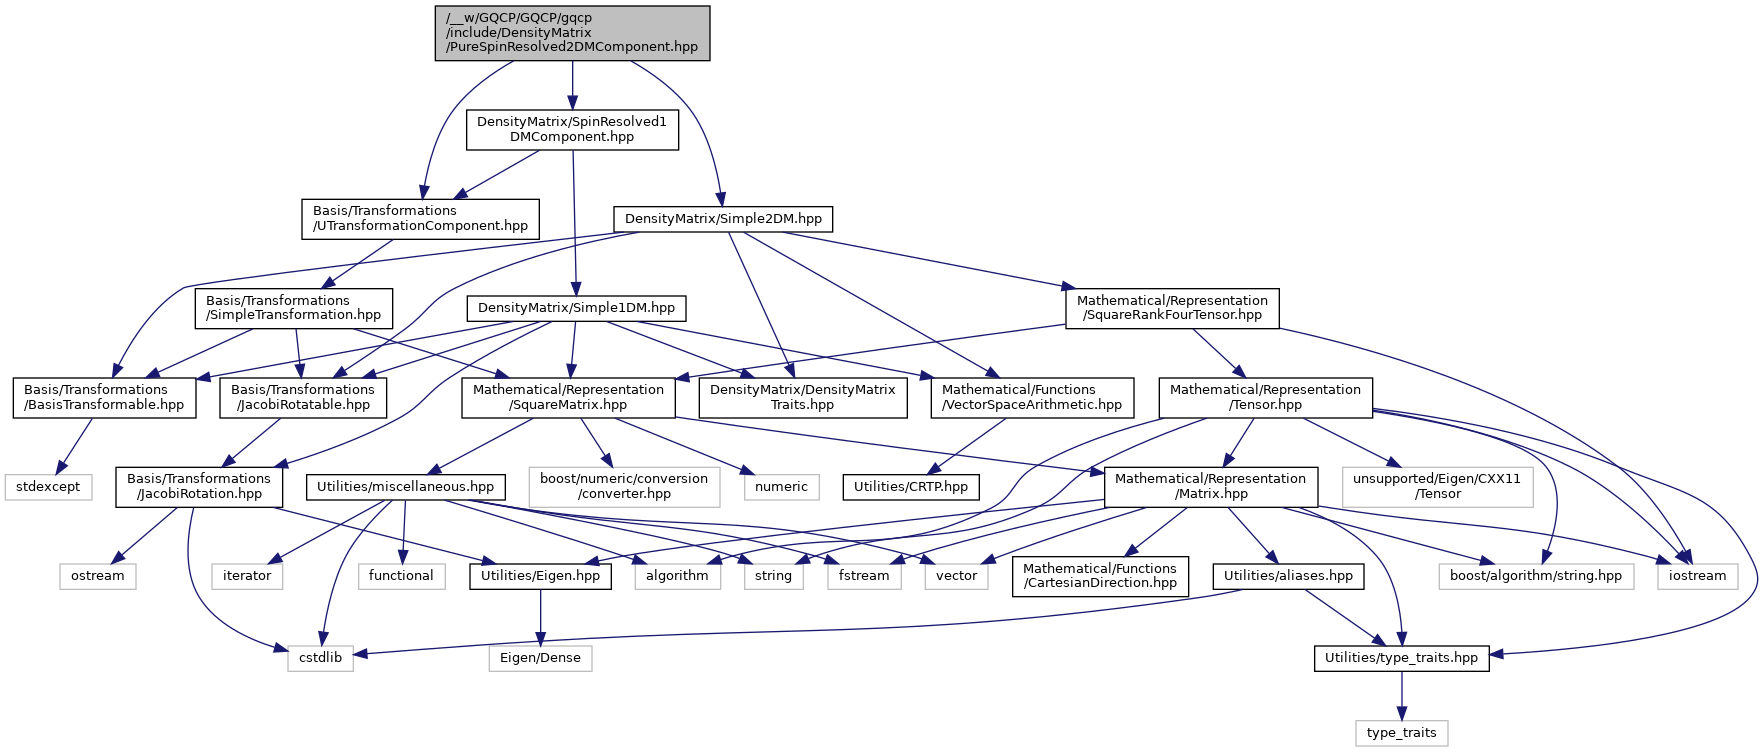 /__w/GQCP/GQCP/gqcp
/include/DensityMatrix
/PureSpinResolved2DMComponent.hpp
DensityMatrix/SpinResolved1
DMComponent.hpp
Basis/Transformations
/UTransformationComponent.hpp
DensityMatrix/Simple2DM.hpp
Basis/Transformations
/SimpleTransformation.hpp
DensityMatrix/Simple1DM.hpp
Mathematical/Representation
/SquareRankFourTensor.hpp
Basis/Transformations
/BasisTransformable.hpp
Basis/Transformations
/JacobiRotatable.hpp
Mathematical/Representation
/SquareMatrix.hpp
DensityMatrix/DensityMatrix
Traits.hpp
Mathematical/Functions
/VectorSpaceArithmetic.hpp
Mathematical/Representation
/Tensor.hpp
stdexcept
Basis/Transformations
/JacobiRotation.hpp
Utilities/miscellaneous.hpp
boost/numeric/conversion
/converter.hpp
numeric
Utilities/CRTP.hpp
Mathematical/Representation
/Matrix.hpp
unsupported/Eigen/CXX11
/Tensor
ostream
iterator
functional
Utilities/Eigen.hpp
algorithm
string
fstream
vector
Mathematical/Functions
/CartesianDirection.hpp
Utilities/aliases.hpp
boost/algorithm/string.hpp
iostream
cstdlib
Eigen/Dense
Utilities/type_traits.hpp
type_traits